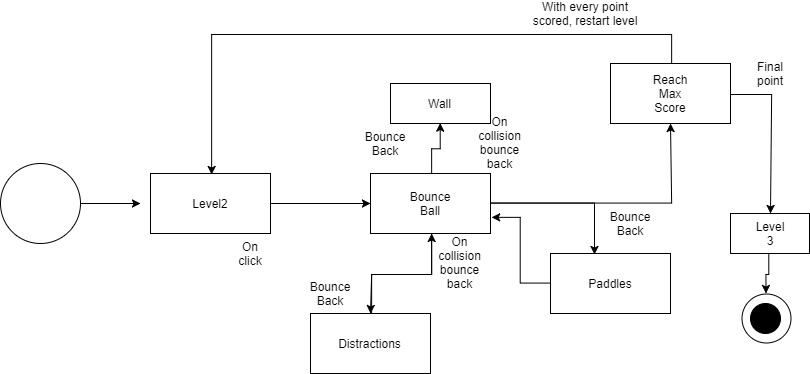 With every point
scored, restart level
Reach
Max
Score
Final
point
Wall
On
collision
bounce
back
Bounce
Back
Level2
Bounce
Ball
Bounce
Back
Level
3
On
click
On
collision
bounce
back
Bounce
Back
Paddles
Distractions